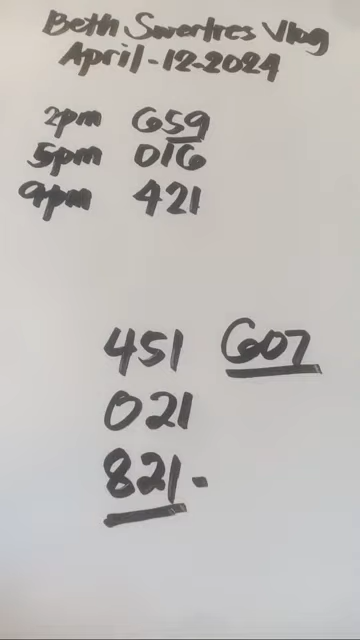 Beth Swertres Vlog
April-12-2024
2pm 659
5pm 016
9pm 421
451 607
021
821.